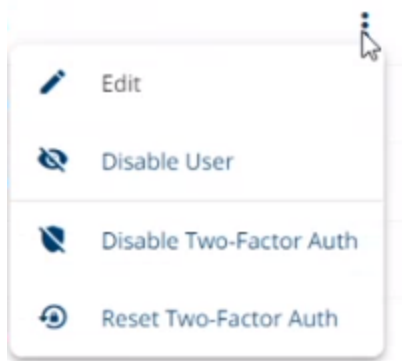 Edit
Disable User
Disable Two-Factor Auth
Reset Two-Factor Auth